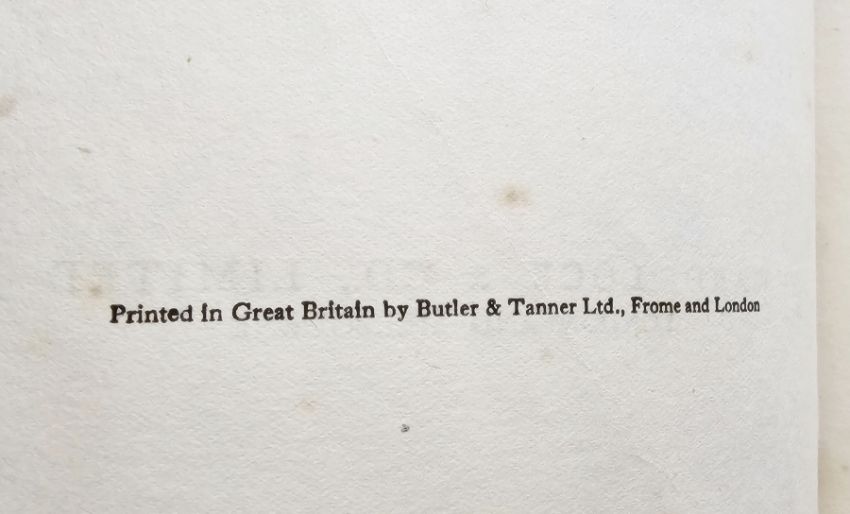 Printed in Great Britain by Butler & Tanner Ltd., Frome and London